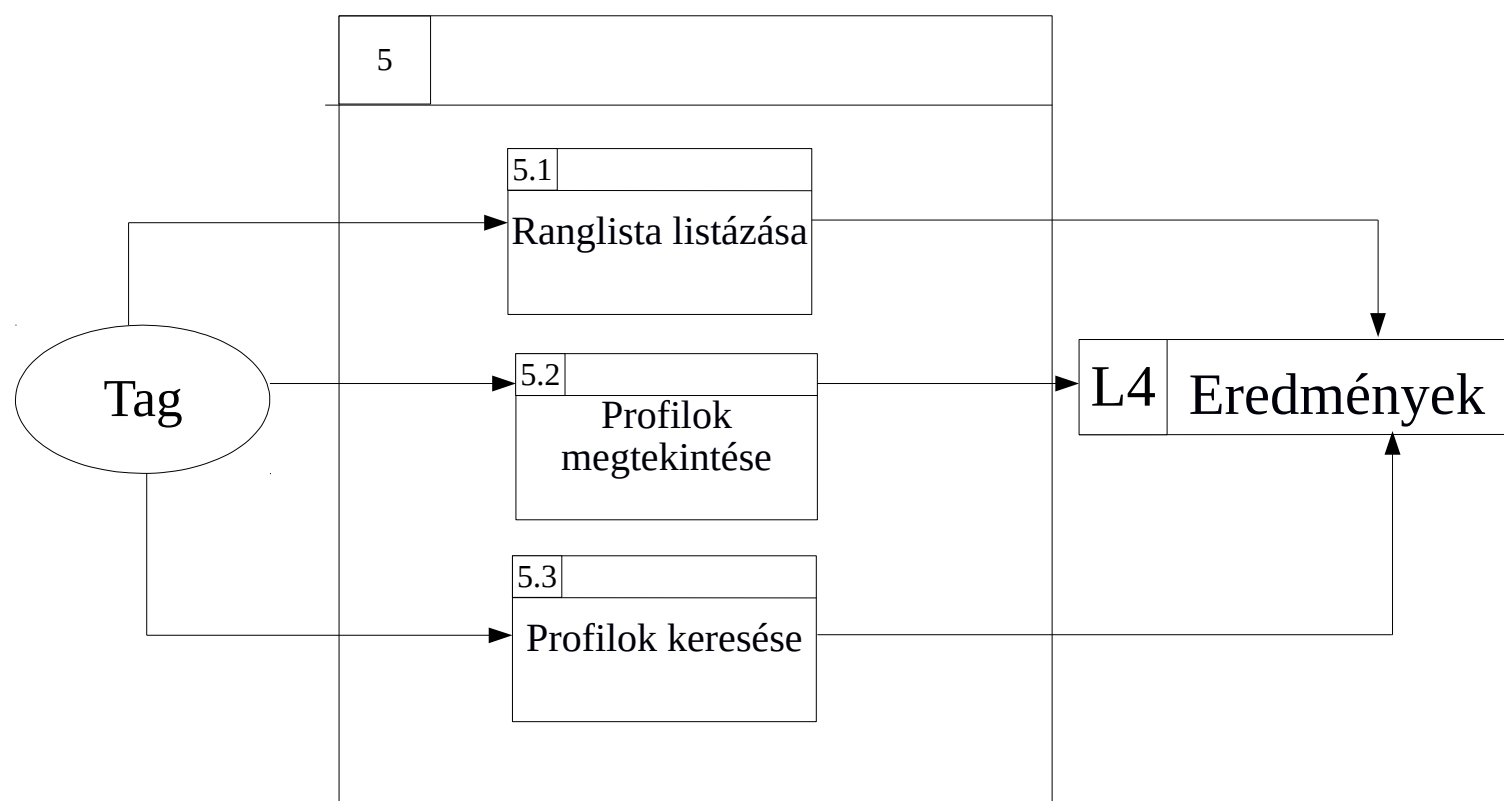 5
5.1
Ranglista listázása
5.2
Profilok
megtekintése
Tag
L4
Eredmények
5.3
Profilok keresése